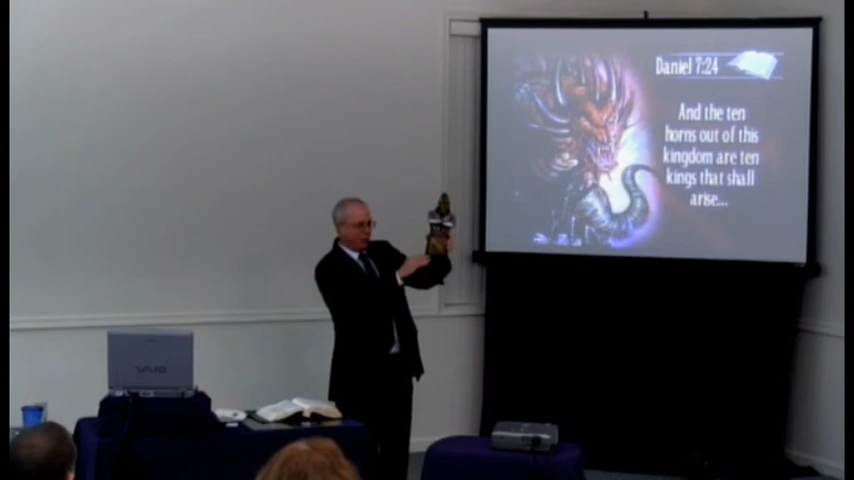 Daniel 7:24
And the ten
horns out of this
kingdom are ten
kings that shall
arise...
VAIO